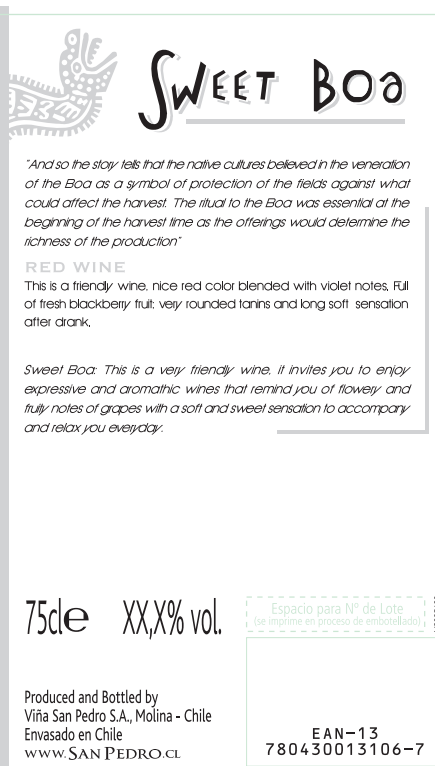 SWEET BOA
"And so the story tells that the native cultures believed in the veneration
of the Boa as a symbol of protection of the fields against what
could affect the harvest. The ritual to the Boa was essential at the
beginning of the harvest time as the offerings would determine the
richness of the production"
RED WINE
This is a friendly wine, nice red color blended with violet notes, Full
of fresh blackberry fruit; very rounded tanins and long soft sensation
after drank,
Sweet Boa: This is a very friendly wine, it invites you to enjoy
expressive and aromathic wines that remind you of flowery and
fruity notes of grapes with a soft and sweet sensation to accompany
and relax you everyday.
75cl℮ XX,X% vol.
Espacio para Nº de Lote
(se imprime en proceso de embotellado)
Produced and Bottled by
Viña San Pedro S.A., Molina - Chile
Envasado en Chile
WWW.SANPEDRO.CL
EAN-13
780430013106-7